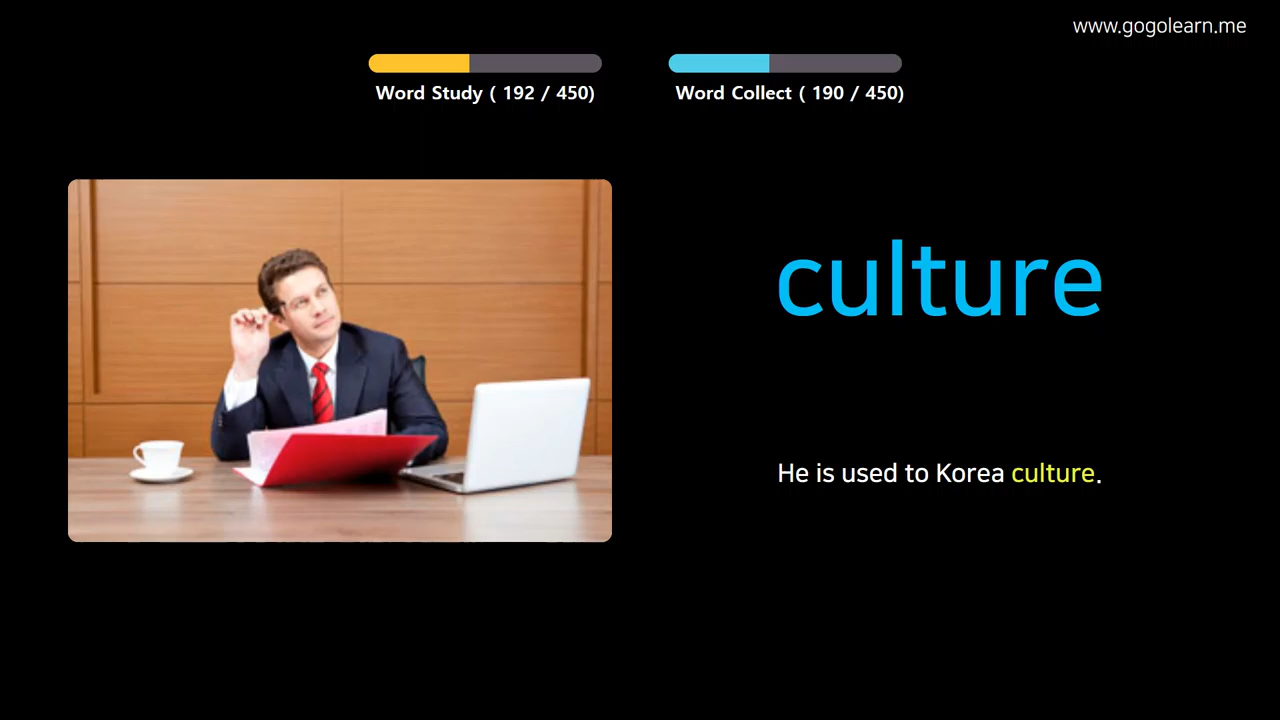 www.gogolearn.me
Word Study ( 192 / 450)
Word Collect ( 190 / 450)
culture
He is used to Korea culture.